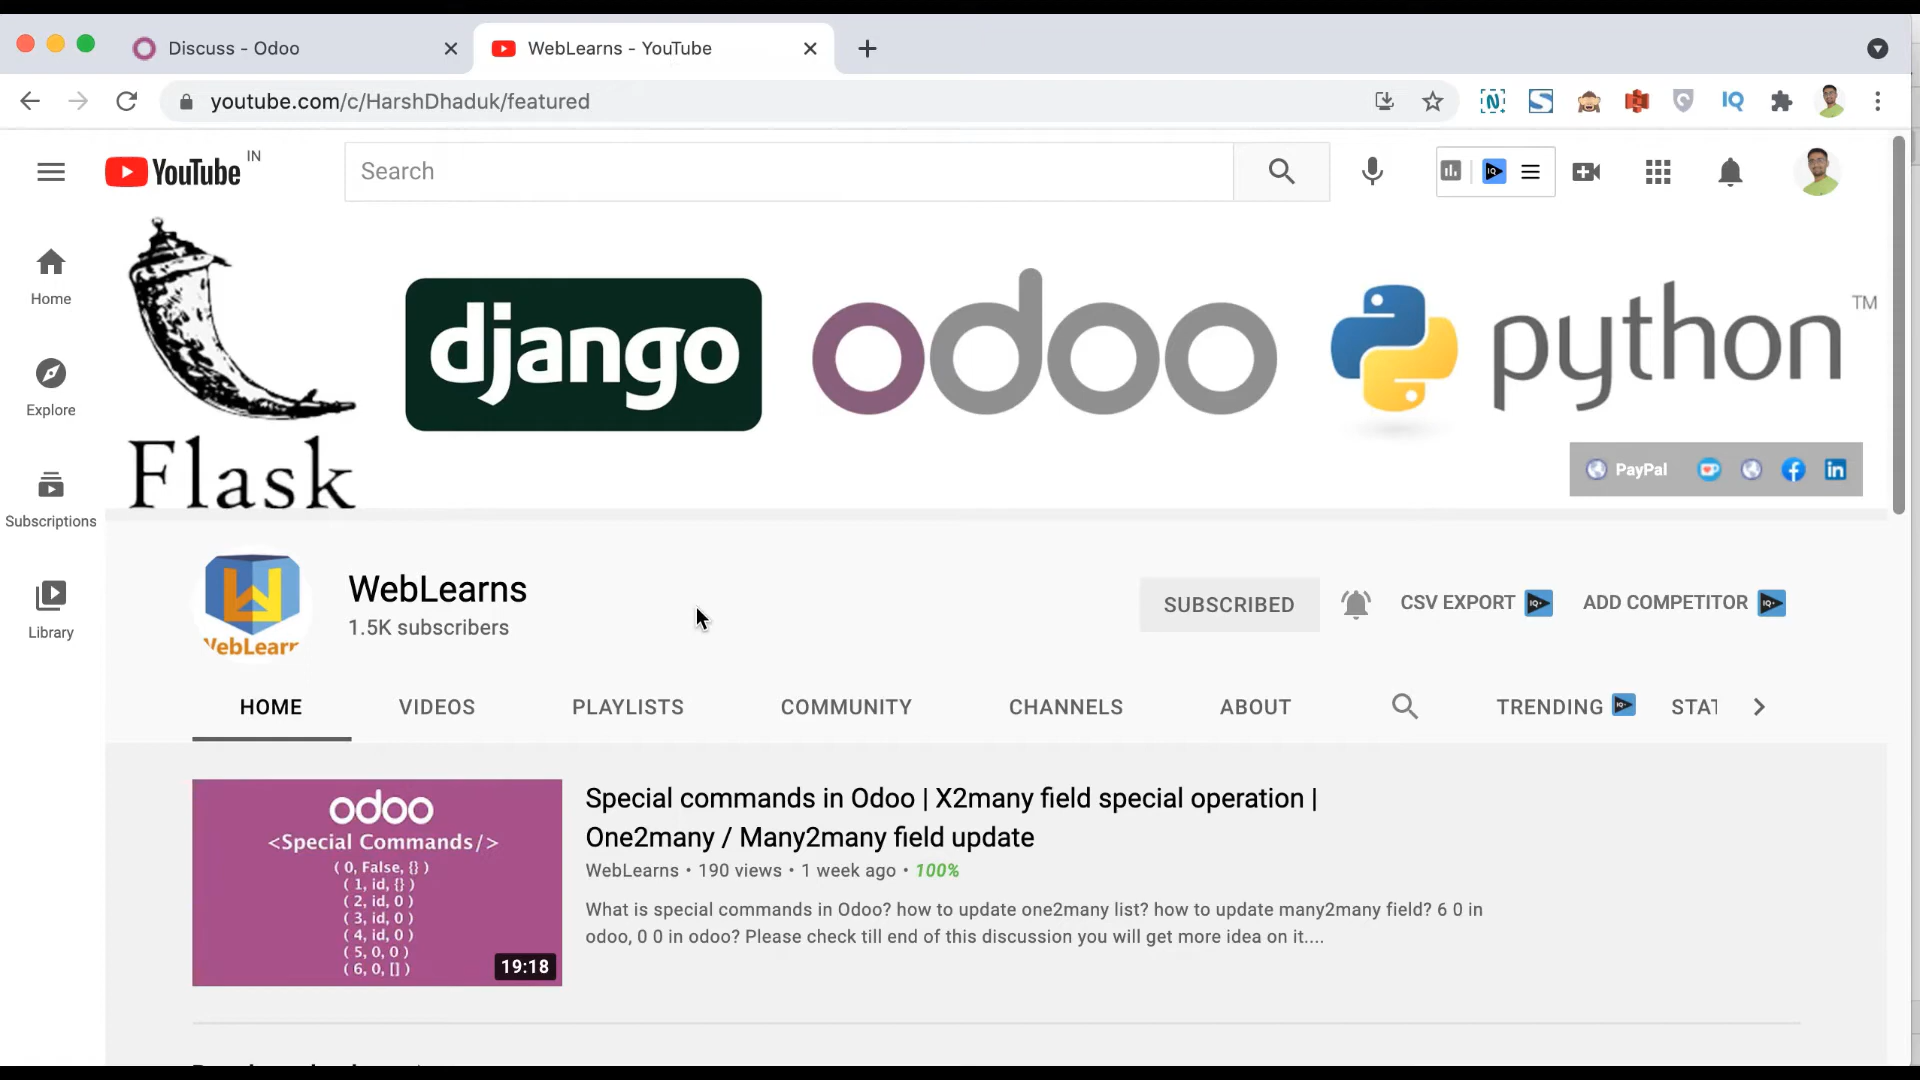 Discuss - Odoo
WebLearns - YouTube
youtube.com/c/HarshDhaduk/featured
IQ
YouTube IN
Search
Home
Explore
Subscriptions
Library
Flask
django
odoo
python TM
PayPal
WebLearns
1.5K subscribers
SUBSCRIBED
CSV EXPORT
ADD COMPETITOR
HOME
VIDEOS
PLAYLISTS
COMMUNITY
CHANNELS
ABOUT
TRENDING
STAT
odoo
<Special Commands/>
( 0, False, {} )
( 1, id, {} )
( 2, id, 0 )
( 3, id, 0 )
( 4, id, 0 )
( 5, 0, 0 )
( 6, 0, [] )
19:18
Special commands in Odoo | X2many field special operation |
One2many / Many2many field update
WebLearns • 190 views • 1 week ago • 100%
What is special commands in Odoo? how to update one2many list? how to update many2many field? 6 0 in
odoo, 0 0 in odoo? Please check till end of this discussion you will get more idea on it....